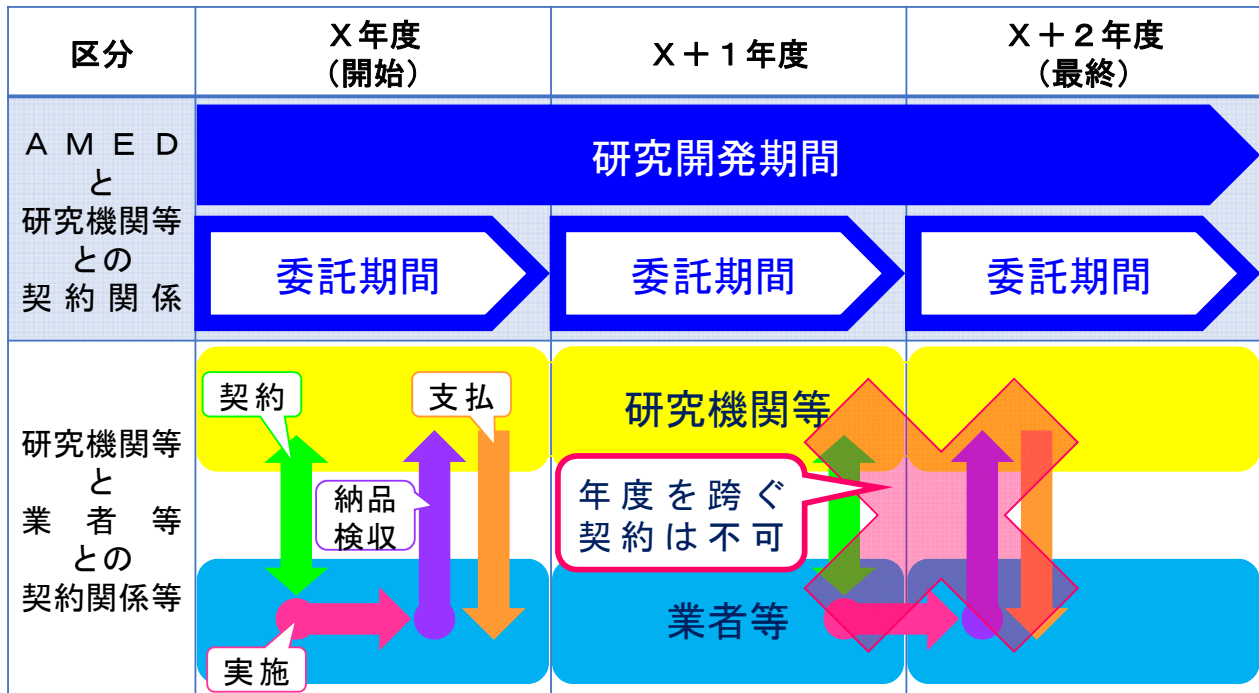 区分
X年度
(開始)
X+1年度
X+2年度
(最終)
AMED
と
研究機関等
との
契約関係
研究開発期間
委託期間
委託期間
委託期間
研究機関等
と
業者等
との
契約関係等
契約
支払
研究機関等
納品
検収
年度を跨ぐ
契約は不可
業者等
実施